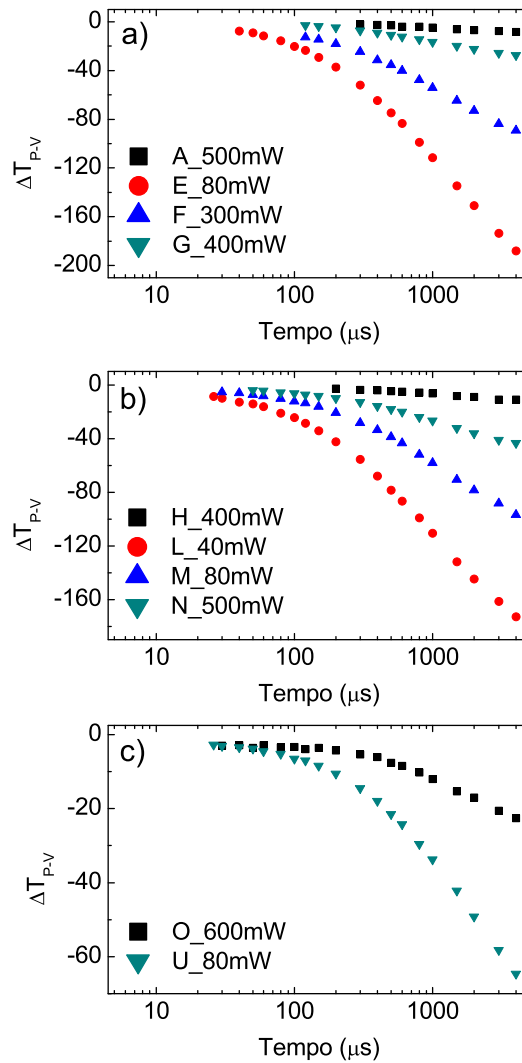 a)
0
-40
-80
-120
-160
-200
ΔT_P-V
A_500mW
E_80mW
F_300mW
G_400mW
10 100 1000
Tempo (μs)
b)
0
-40
-80
-120
-160
ΔT_P-V
H_400mW
L_40mW
M_80mW
N_500mW
10 100 1000
Tempo (μs)
c)
0
-20
-40
-60
ΔT_P-V
O_600mW
U_80mW
10 100 1000
Tempo (μs)